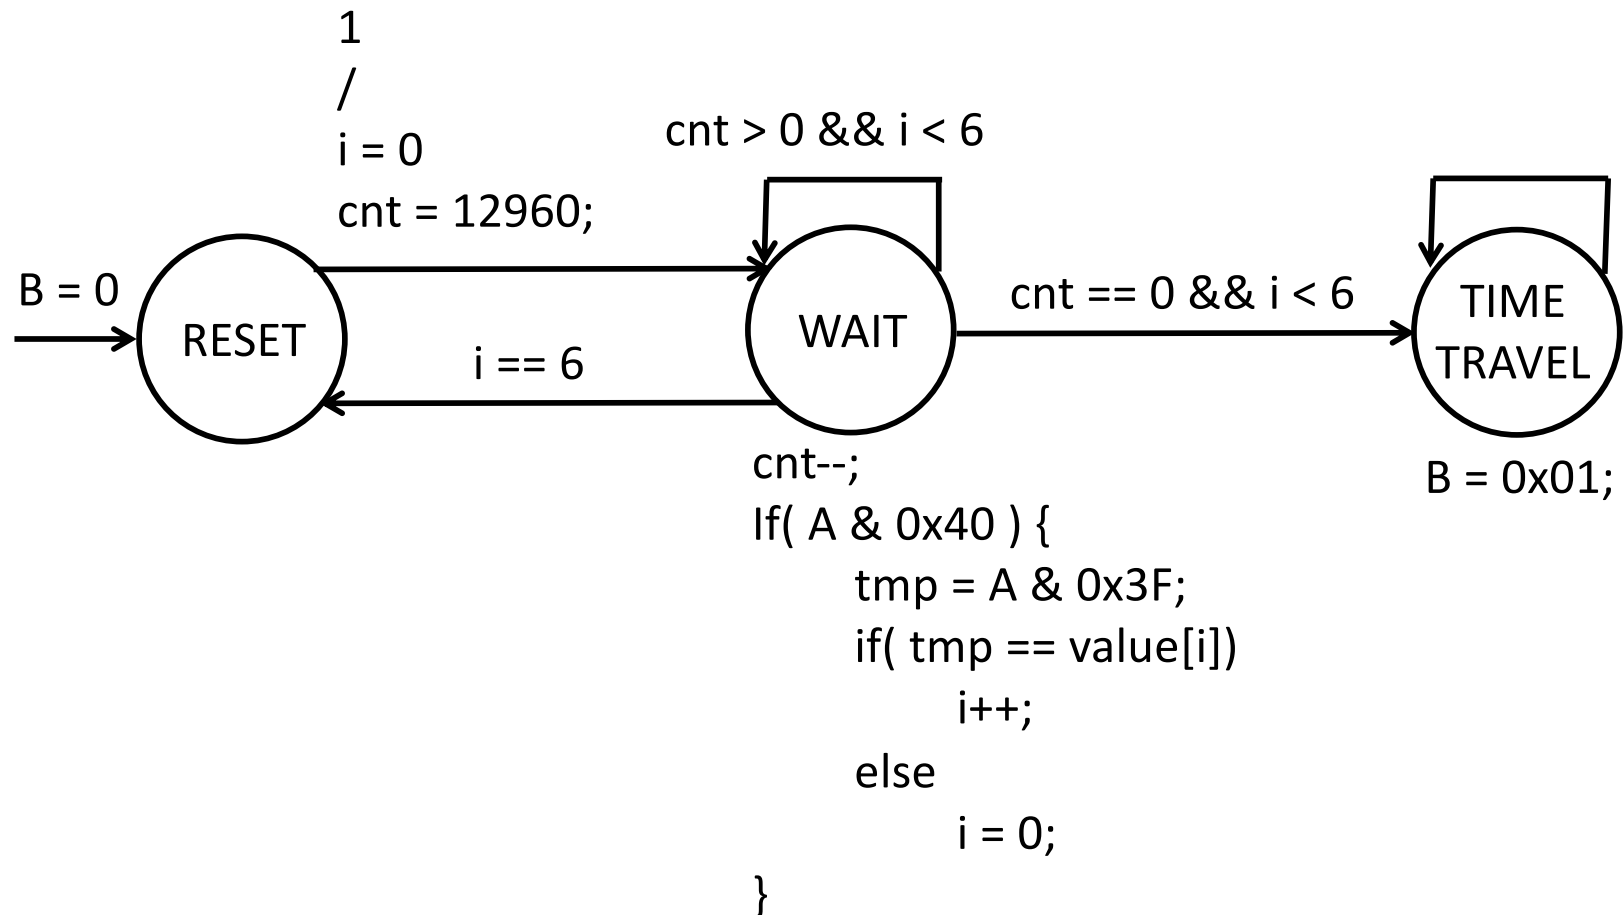 1
/
i = 0
cnt = 12960;
cnt > 0 && i < 6
B = 0
RESET
i == 6
WAIT
cnt == 0 && i < 6
TIME
TRAVEL
B = 0x01;
cnt--;
If( A & 0x40 ) {
tmp = A & 0x3F;
if( tmp == value[i])
i++;
else
i = 0;
}